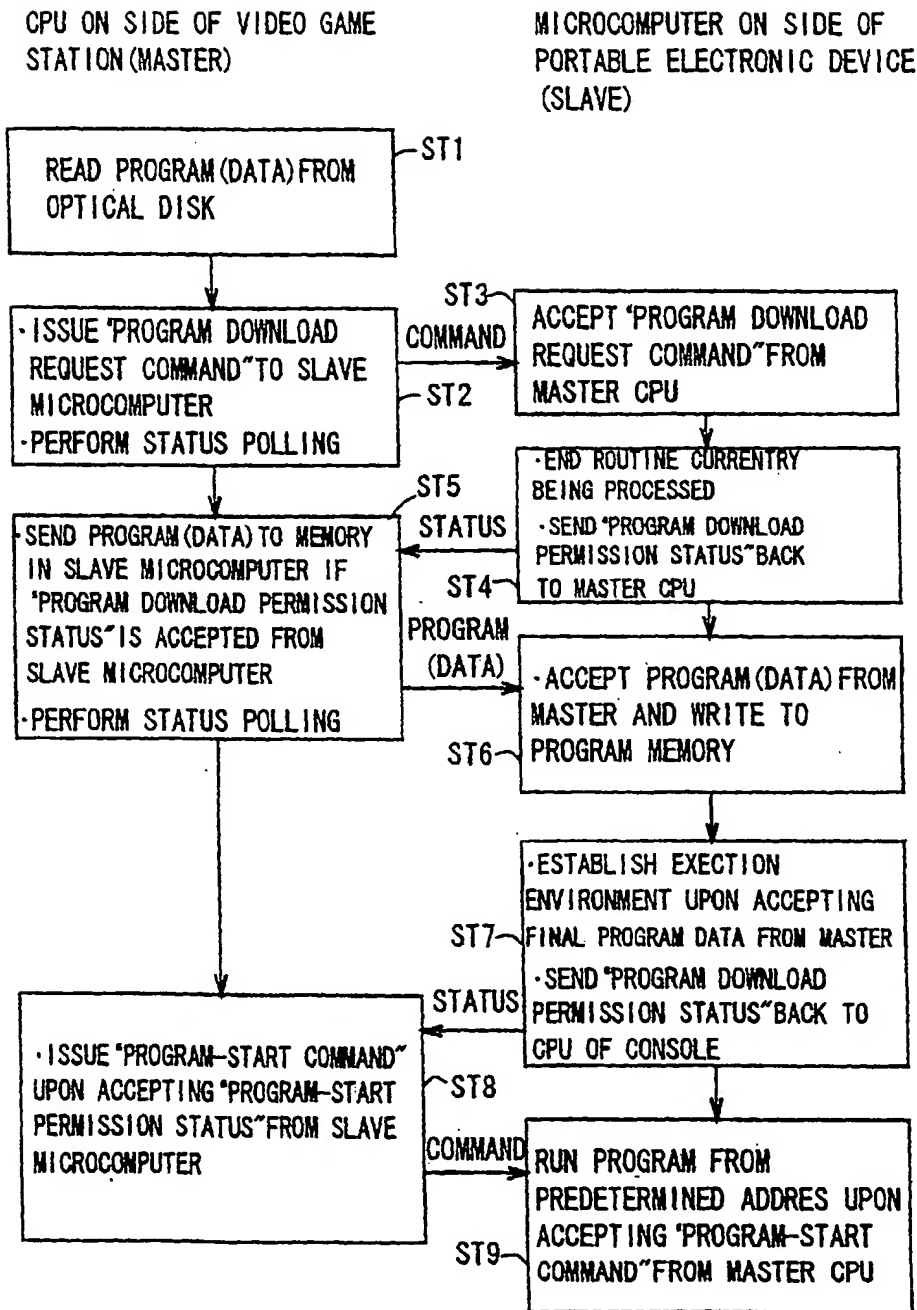 CPU ON SIDE OF VIDEO GAME
STATION(MASTER)
MICROCOMPUTER ON SIDE OF
PORTABLE ELECTRONIC DEVICE
(SLAVE)
ST1
READ PROGRAM(DATA)FROM
OPTICAL DISK
·ISSUE "PROGRAM DOWNLOAD
REQUEST COMMAND"TO SLAVE
MICROCOMPUTER
·PERFORM STATUS POLLING
ST2
COMMAND
ST3
ACCEPT "PROGRAM DOWNLOAD
REQUEST COMMAND"FROM
MASTER CPU
·END ROUTINE CURRENTRY
BEING PROCESSED
·SEND "PROGRAM DOWNLOAD
PERMISSION STATUS"BACK
TO MASTER CPU
ST4
STATUS
ST5
·SEND PROGRAM(DATA)TO MEMORY
IN SLAVE MICROCOMPUTER IF
"PROGRAM DOWNLOAD PERMISSION
STATUS"IS ACCEPTED FROM
SLAVE MICROCOMPUTER
·PERFORM STATUS POLLING
PROGRAM
(DATA)
·ACCEPT PROGRAM(DATA)FROM
MASTER AND WRITE TO
PROGRAM MEMORY
ST6
·ESTABLISH EXECTION
ENVIRONMENT UPON ACCEPTING
FINAL PROGRAM DATA FROM MASTER
·SEND "PROGRAM DOWNLOAD
PERMISSION STATUS"BACK TO
CPU OF CONSOLE
ST7
STATUS
·ISSUE "PROGRAM-START COMMAND"
UPON ACCEPTING "PROGRAM-START
PERMISSION STATUS"FROM SLAVE
MICROCOMPUTER
ST8
COMMAND
RUN PROGRAM FROM
PREDETERMINED ADDRES UPON
ACCEPTING "PROGRAM-START
COMMAND"FROM MASTER CPU
ST9